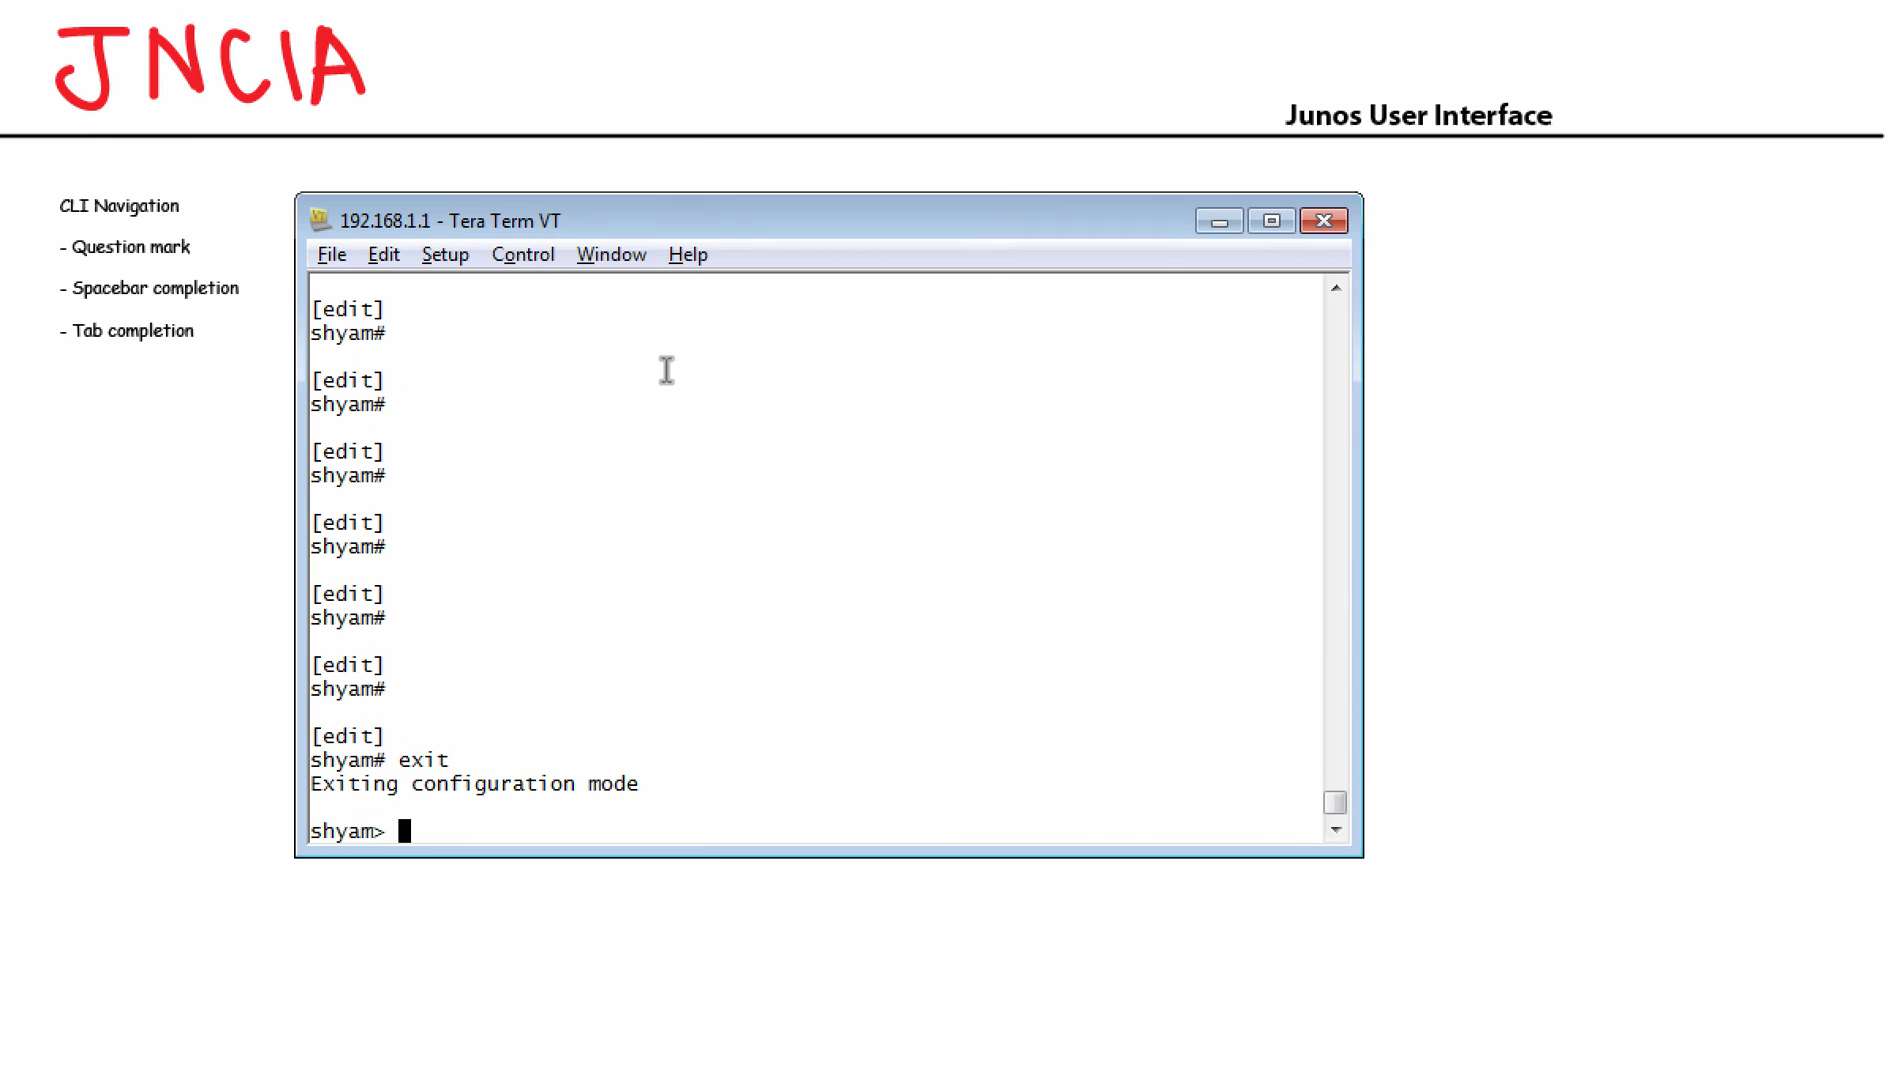 JNCIA
Junos User Interface
CLI Navigation
- Question mark
- Spacebar completion
- Tab completion
192.168.1.1 - Tera Term VT
File Edit Setup Control Window Help
[edit]
shyam#
[edit]
shyam#
[edit]
shyam#
[edit]
shyam#
[edit]
shyam#
[edit]
shyam#
[edit]
shyam# exit
Exiting configuration mode
shyam>